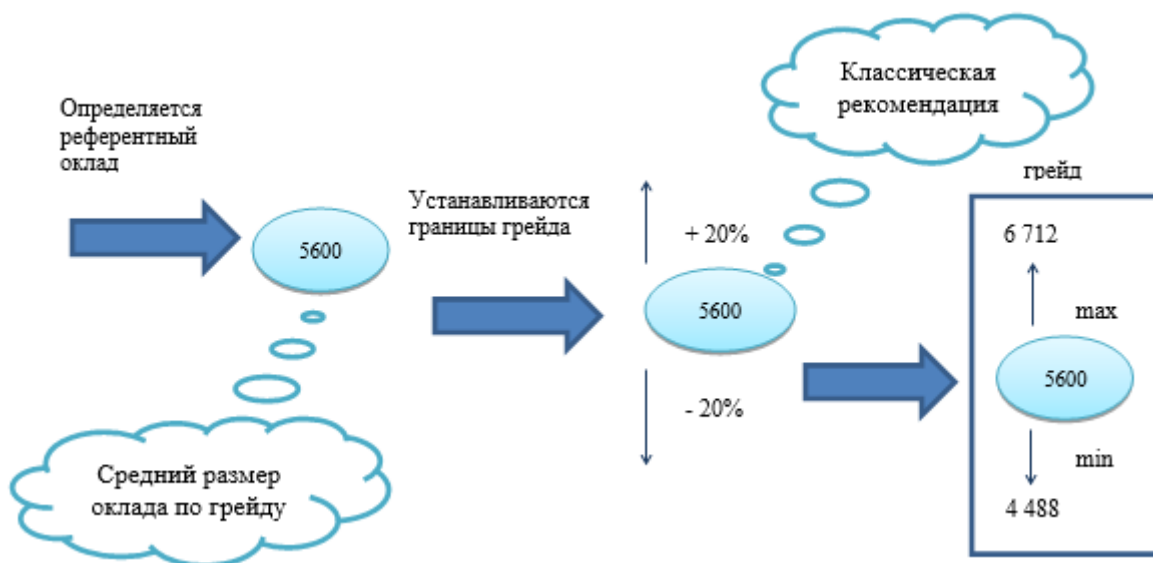 Определяется
референтный
оклад
5600
Средний размер
оклада по грейду
Устанавливаются
границы грейда
+ 20%
5600
- 20%
Классическая
рекомендация
грейд
6 712
max
5600
min
4 488